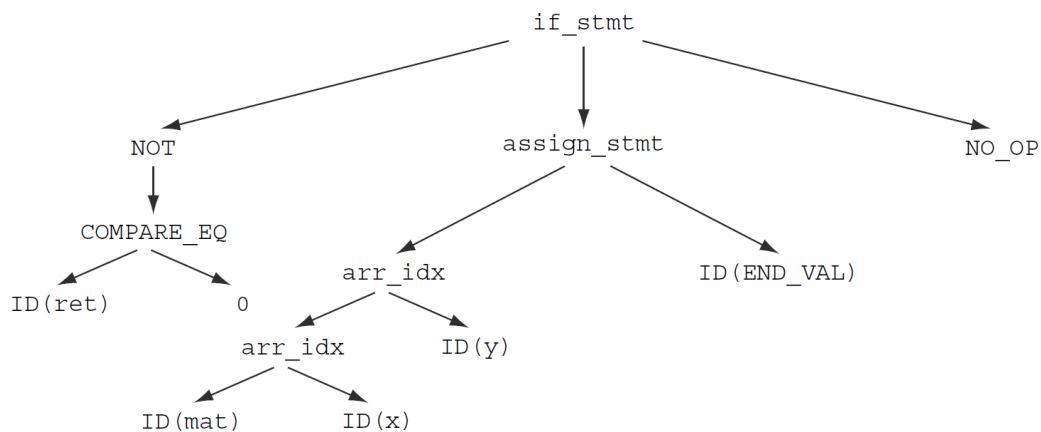 if_stmt
NOT
assign_stmt
NO_OP
COMPARE_EQ
arr_idx
ID(END_VAL)
ID(ret)
0
arr_idx
ID(y)
ID(mat)
ID(x)